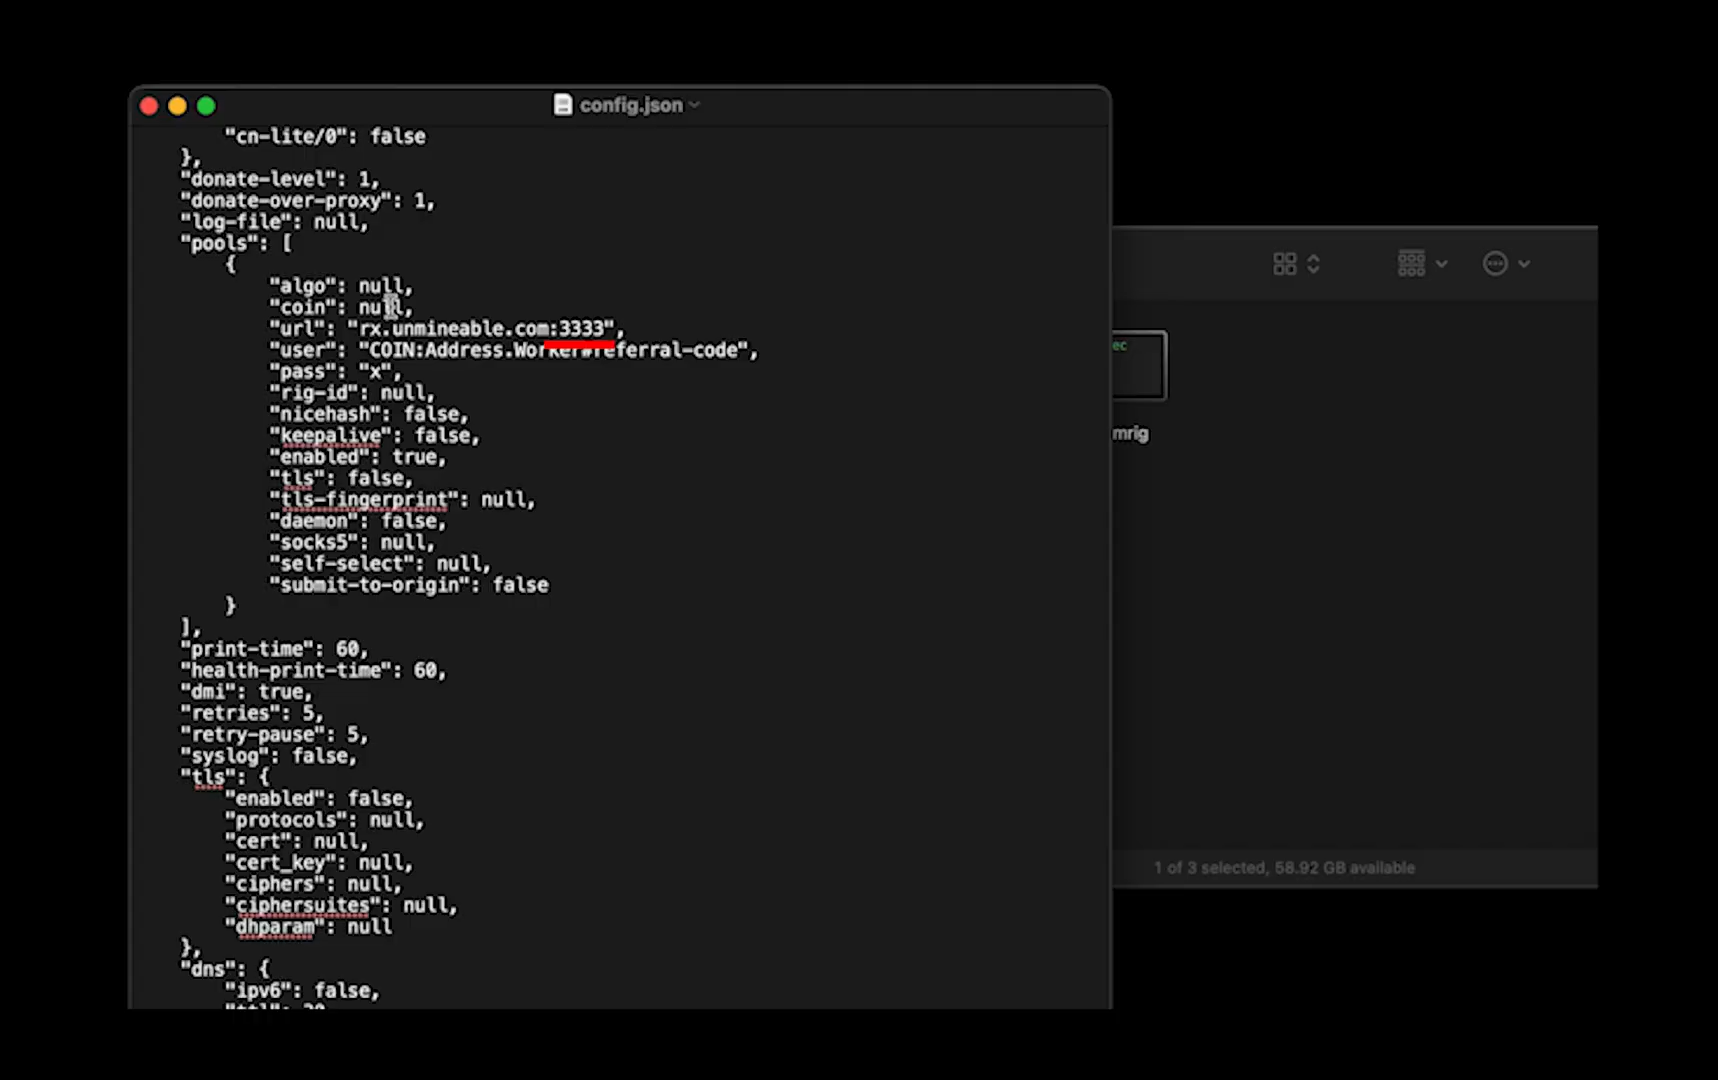 config.json
"cn-lite/0": false
},
"donate-level": 1,
"donate-over-proxy": 1,
"log-file": null,
"pools": [
{
"algo": null,
"coin": null,
"url": "rx.unmineable.com:3333",
"user": "COIN:Address.Worker#referral-code",
"pass": "x",
"rig-id": null,
"nicehash": false,
"keepalive": false,
"enabled": true,
"tls": false,
"tls-fingerprint": null,
"daemon": false,
"socks5": null,
"self-select": null,
"submit-to-origin": false
}
],
"print-time": 60,
"health-print-time": 60,
"dmi": true,
"retries": 5,
"retry-pause": 5,
"syslog": false,
"tls": {
"enabled": false,
"protocols": null,
"cert": null,
"cert_key": null,
"ciphers": null,
"ciphersuites": null,
"dhparam": null
},
"dns": {
"ipv6": false,
ec
mrig
1 of 3 selected, 58.92 GB available